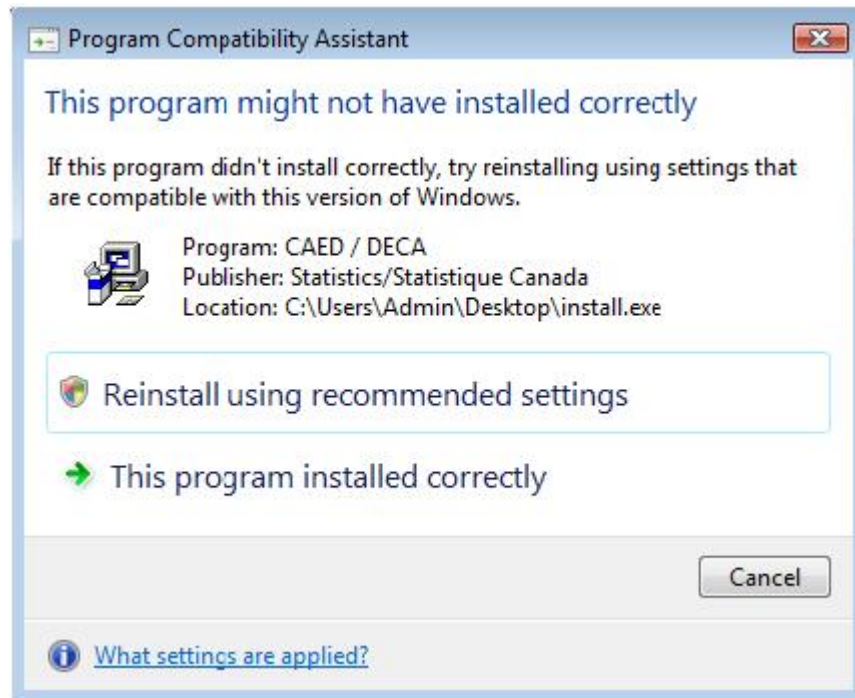 Program Compatibility Assistant
This program might not have installed correctly
If this program didn't install correctly, try reinstalling using settings that
are compatible with this version of Windows.
Program: CAED / DECA
Publisher: Statistics/Statistique Canada
Location: C:\Users\Admin\Desktop\install.exe
Reinstall using recommended settings
This program installed correctly
Cancel
What settings are applied?